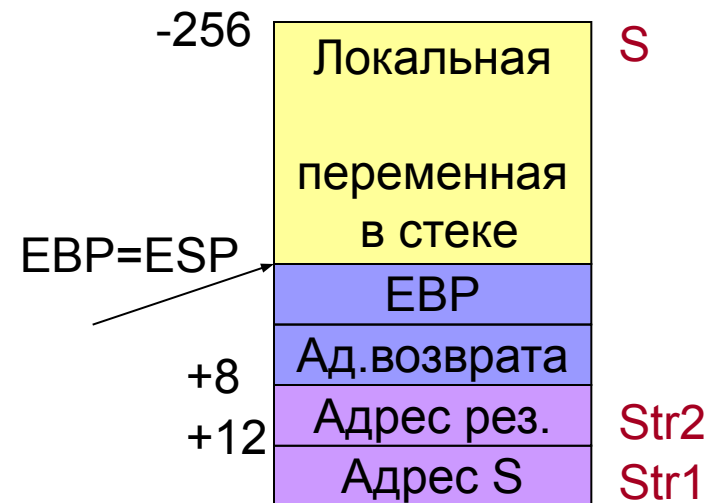 -256
Локальная
S
переменная
в стеке
EBP=ESP
EBP
Ад.возврата
+8
Адрес рез.
Str2
+12
Адрес S
Str1